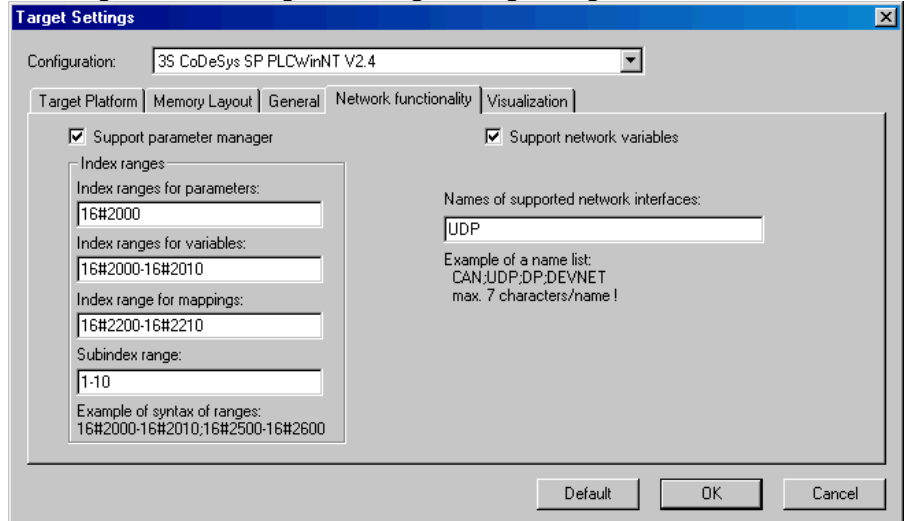 Target Settings
Configuration: 3S CoDeSys SP PLCWinNT V2.4
Target Platform Memory Layout General Network functionality Visualization
Support parameter manager
Index ranges
Index ranges for parameters:
16#2000
Index ranges for variables:
16#2000-16#2010
Index range for mappings:
16#2200-16#2210
Subindex range:
1-10
Example of syntax of ranges:
16#2000-16#2010;16#2500-16#2600
Support network variables
Names of supported network interfaces:
UDP
Example of a name list:
CAN;UDP;DP;DEVNET
max. 7 characters/name !
Default OK Cancel